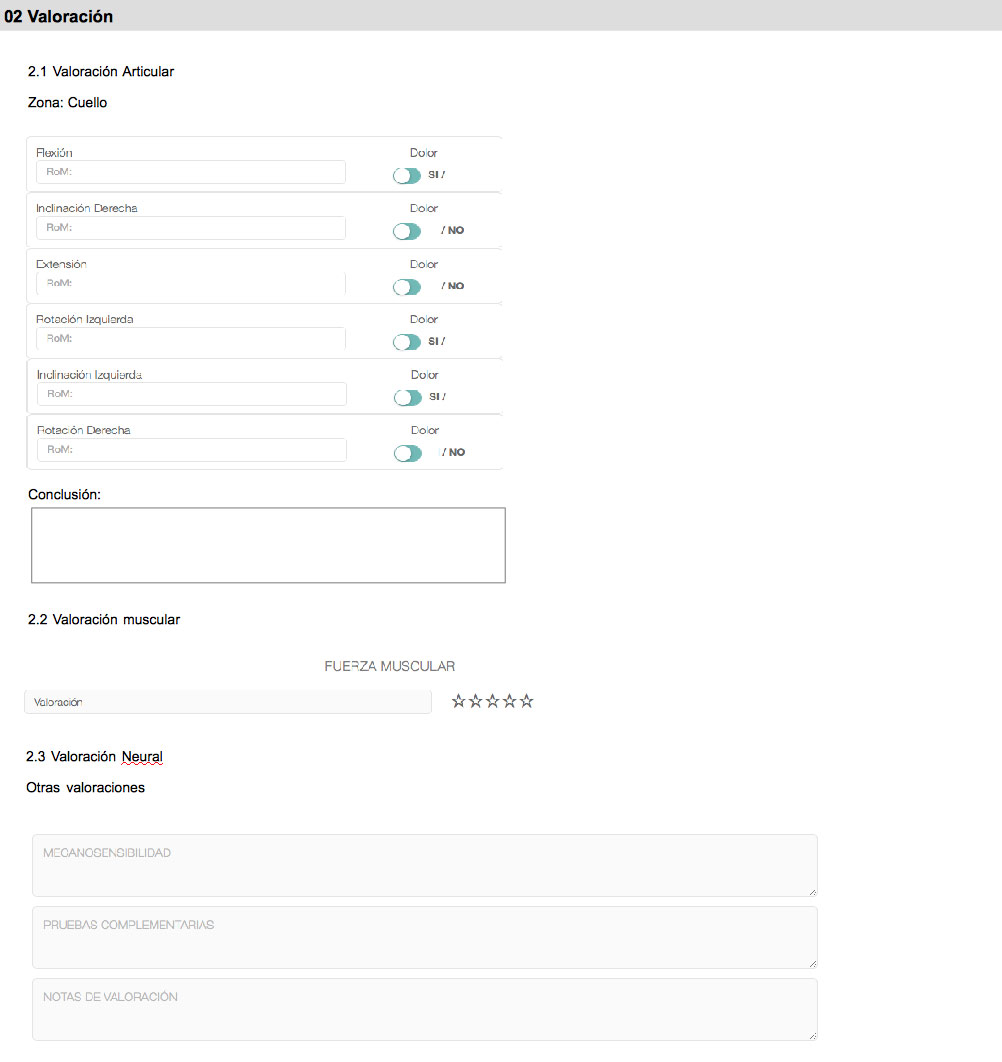 02 Valoración
2.1 Valoración Articular
Zona: Cuello
Flexión Dolor
RoM: SI /
Inclinación Derecha Dolor
RoM: / NO
Extensión Dolor
RoM: / NO
Rotación Izquierda Dolor
RoM: SI /
Inclinación Izquierda Dolor
RoM: SI /
Rotación Derecha Dolor
RoM: / NO
Conclusión:
2.2 Valoración muscular
FUERZA MUSCULAR
Valoración
2.3 Valoración Neural
Otras valoraciones
MECANOSENSIBILIDAD
PRUEBAS COMPLEMENTARIAS
NOTAS DE VALORACIÓN